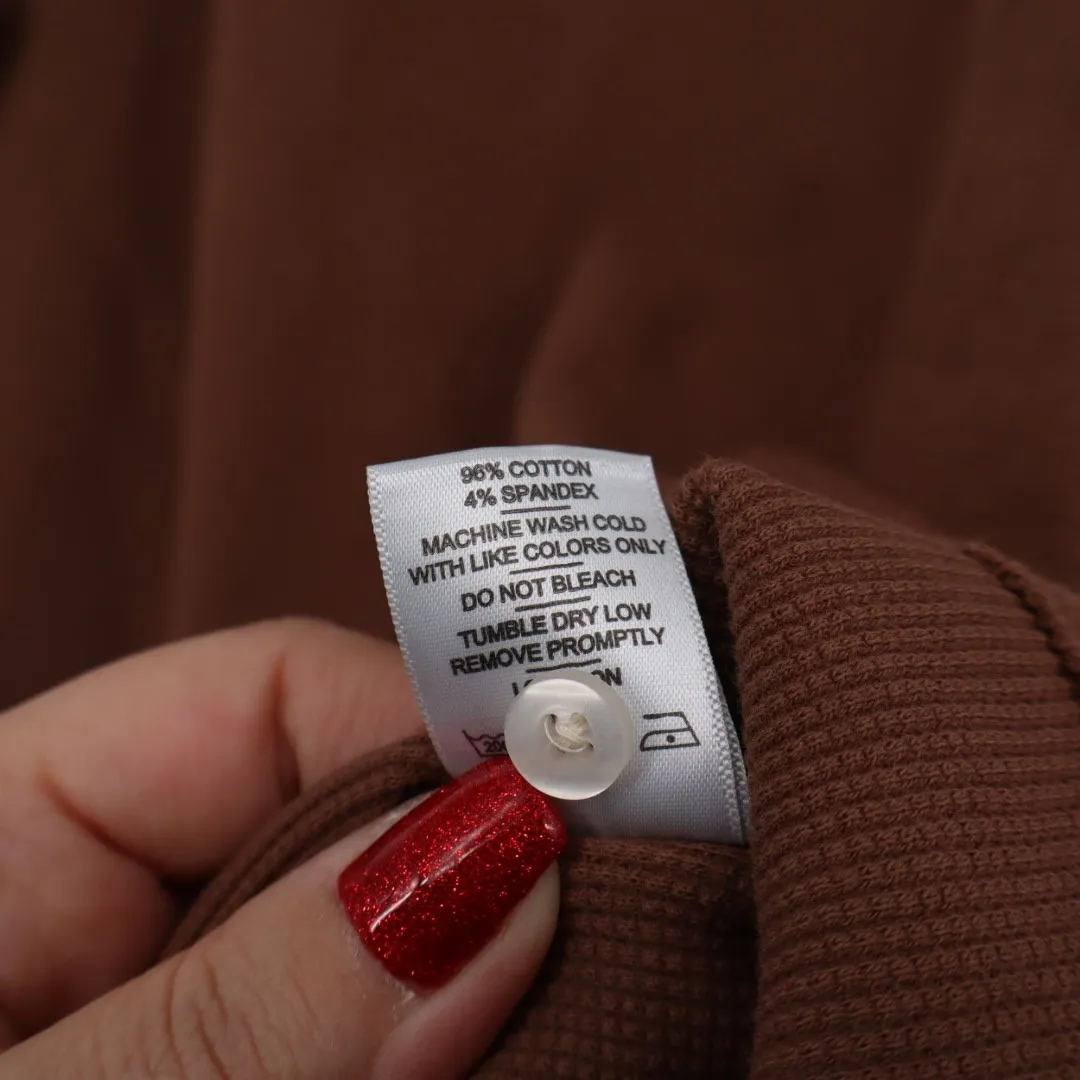 96% COTTON
4% SPANDEX
MACHINE WASH COLD
WITH LIKE COLORS ONLY
DO NOT BLEACH
TUMBLE DRY LOW
REMOVE PROMPTLY